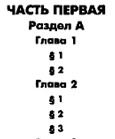 ЧАСТЬ ПЕРВАЯ
Раздел А
Глава 1
§ 1
§ 2
Глава 2
§ 1
§ 2
§ 3